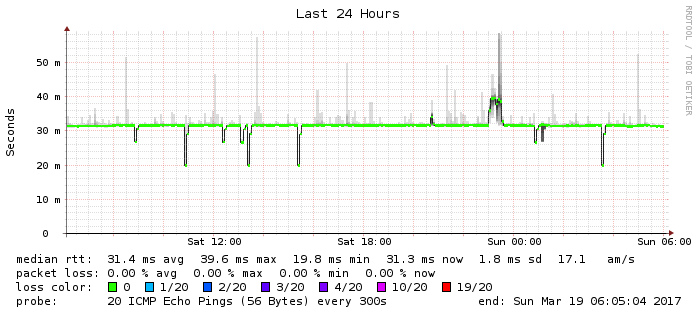 Last 24 Hours
RRDTOOL / TOBI OETIKER
Seconds
50 m
40 m
30 m
20 m
10 m
0
Sat 12:00 Sat 18:00 Sun 00:00 Sun 06:00
median rtt: 31.4 ms avg 39.6 ms max 19.8 ms min 31.3 ms now 1.8 ms sd 17.1 am/s
packet loss: 0.00 % avg 0.00 % max 0.00 % min 0.00 % now
loss color: 0 1/20 2/20 3/20 4/20 10/20 19/20
probe: 20 ICMP Echo Pings (56 Bytes) every 300s end: Sun Mar 19 06:05:04 2017